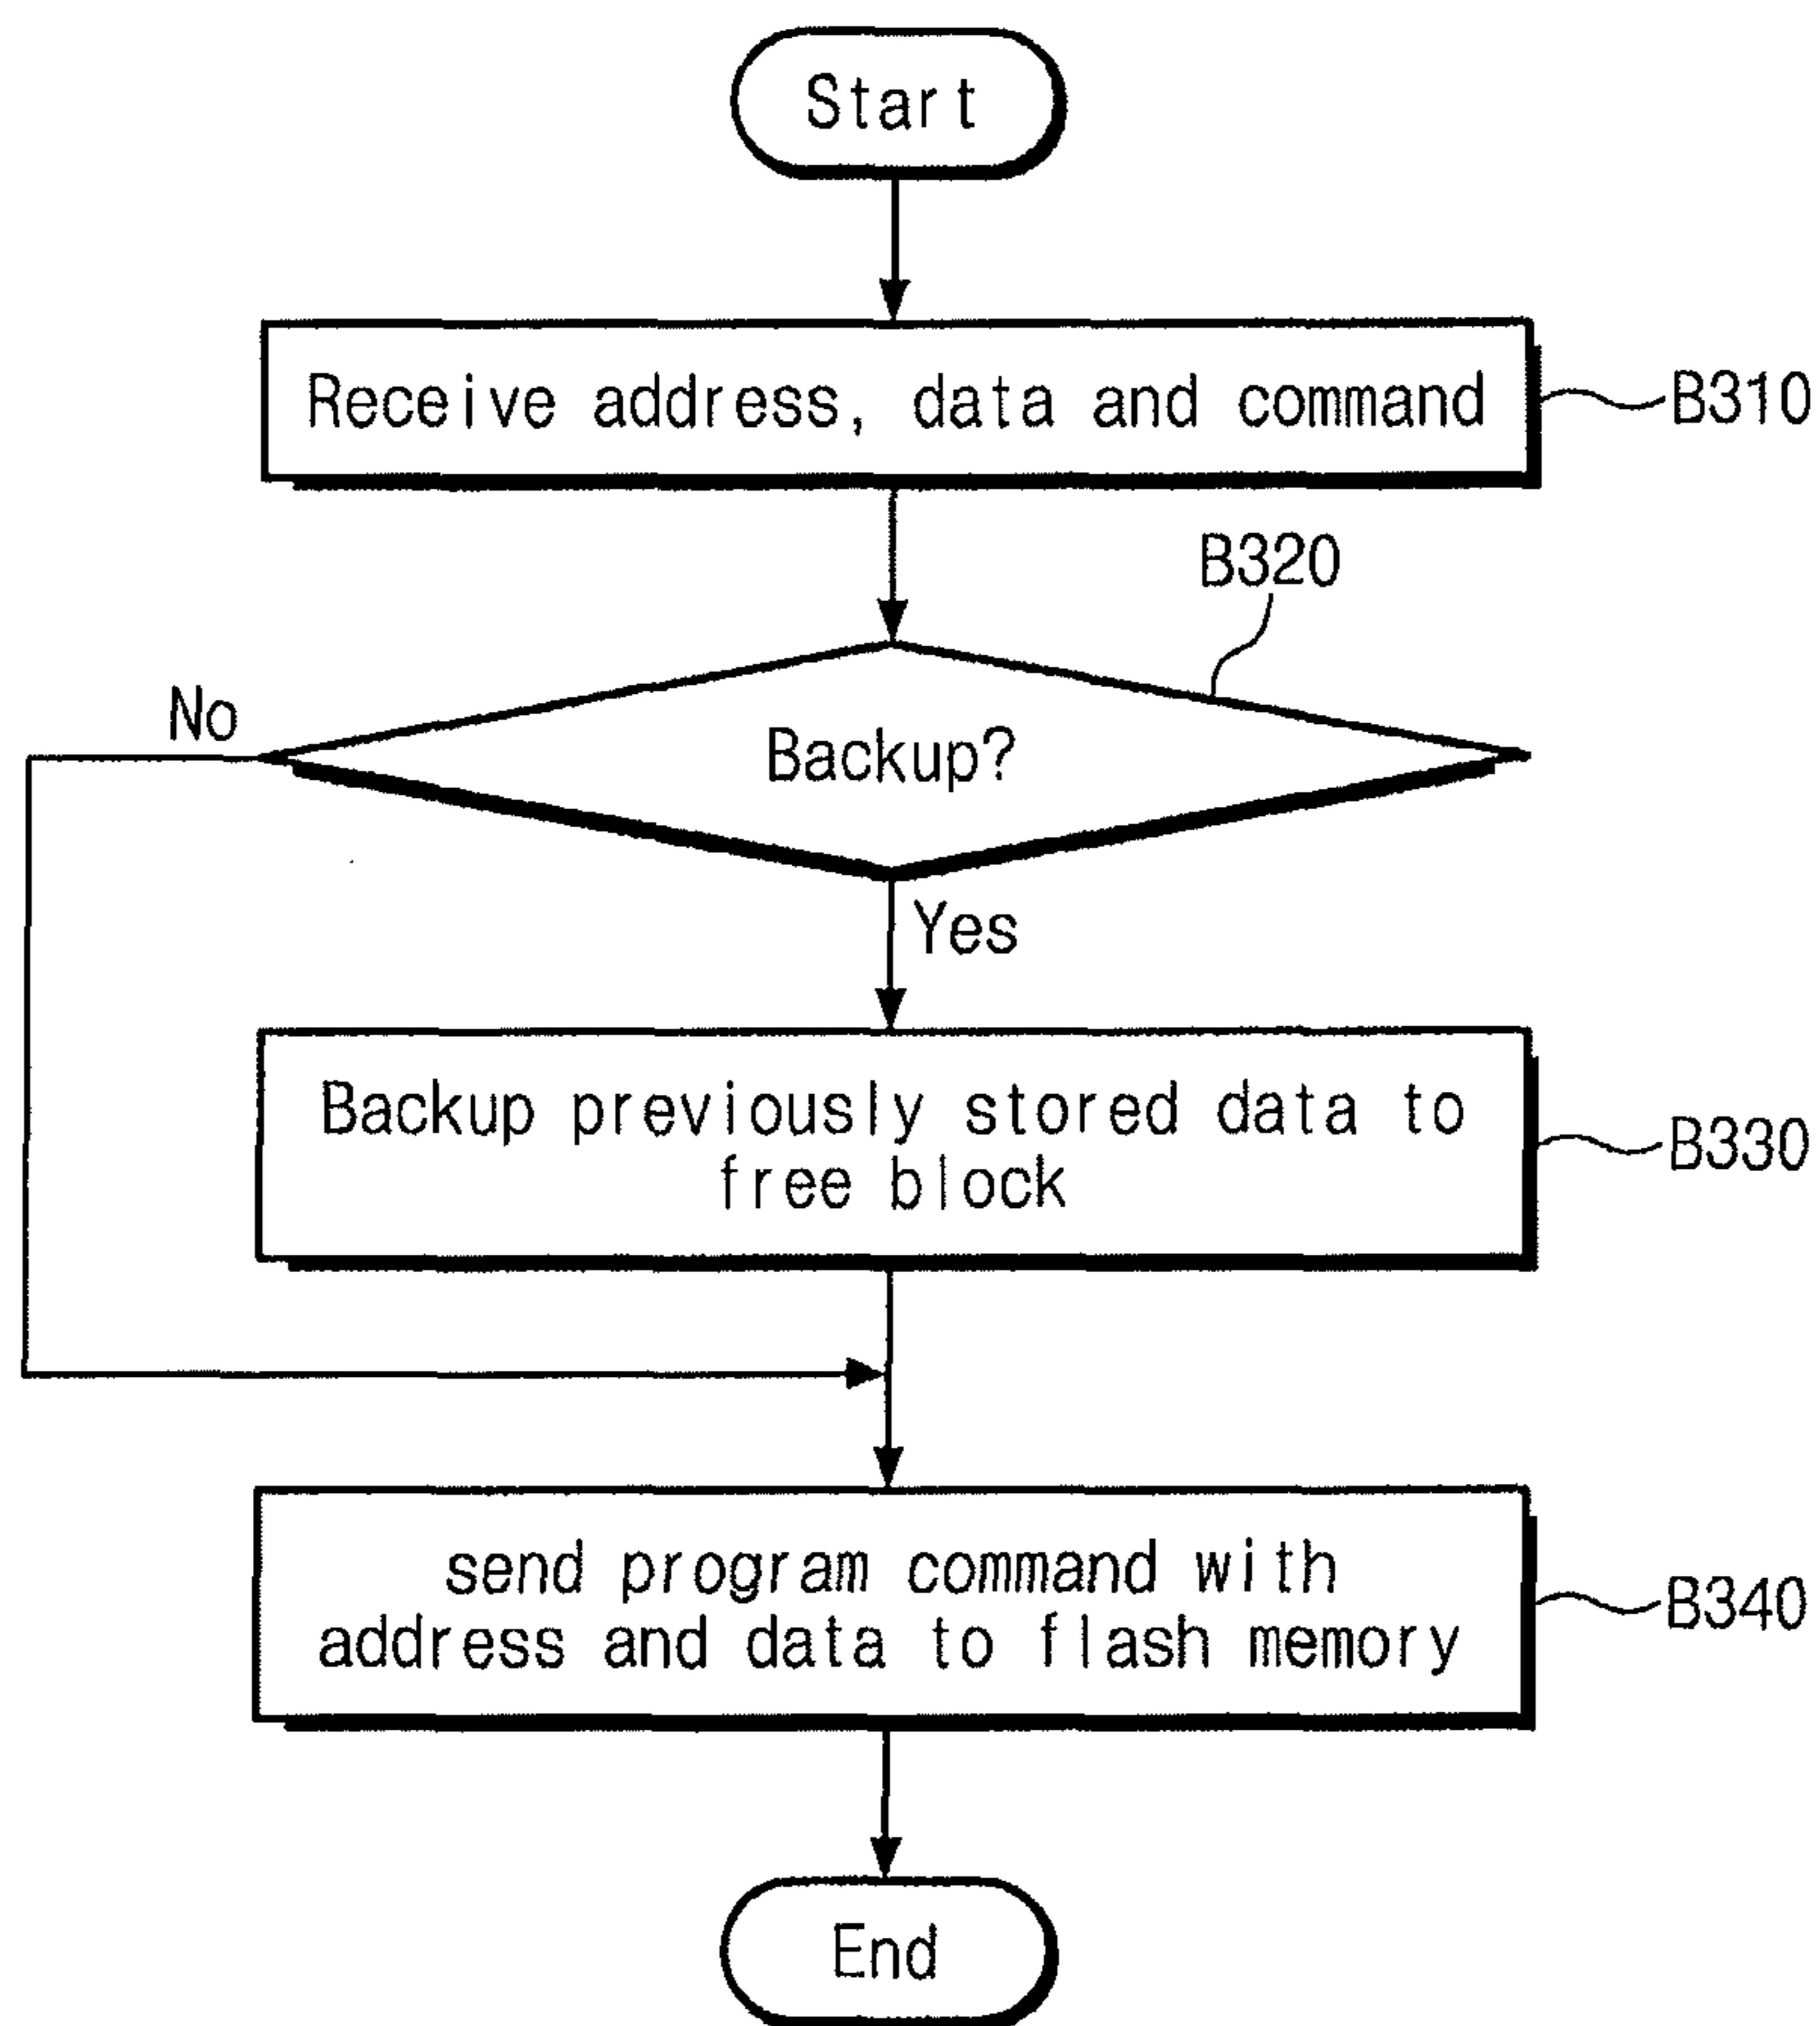 Start
Receive address, data and command
B310
B320
Backup?
No
Yes
Backup previously stored data to
free block
B330
send program command with
address and data to flash memory
B340
End